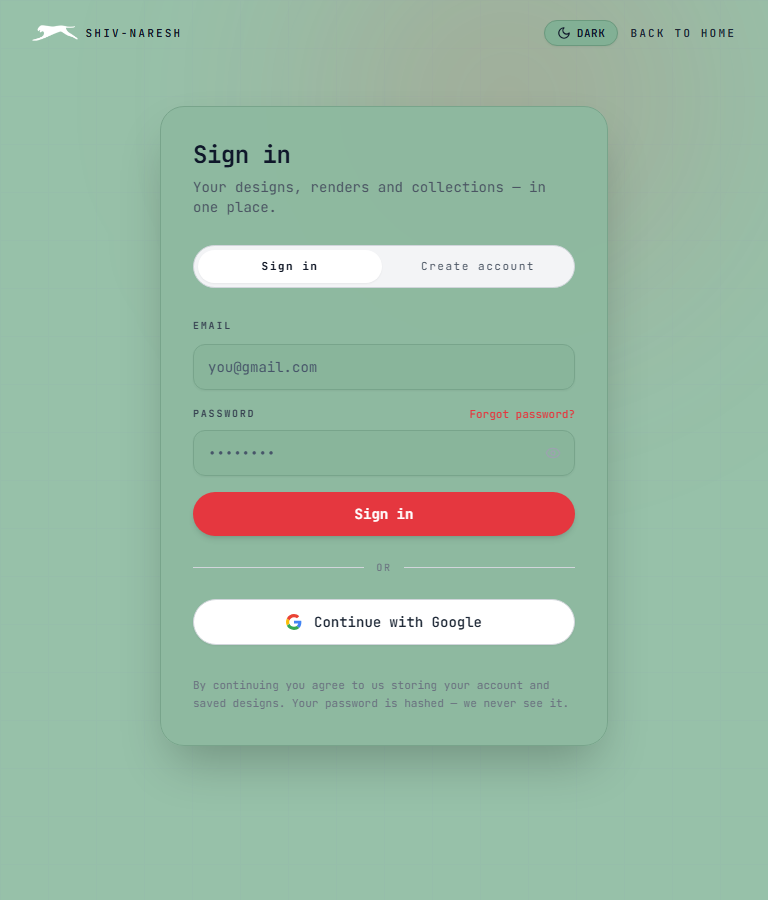 SHIV-NARESH
DARK
BACK TO HOME
Sign in
Your designs, renders and collections — in
one place.
Sign in
Create account
EMAIL
you@gmail.com
PASSWORD
Forgot password?
••••••••
Sign in
OR
Continue with Google
By continuing you agree to us storing your account and
saved designs. Your password is hashed — we never see it.